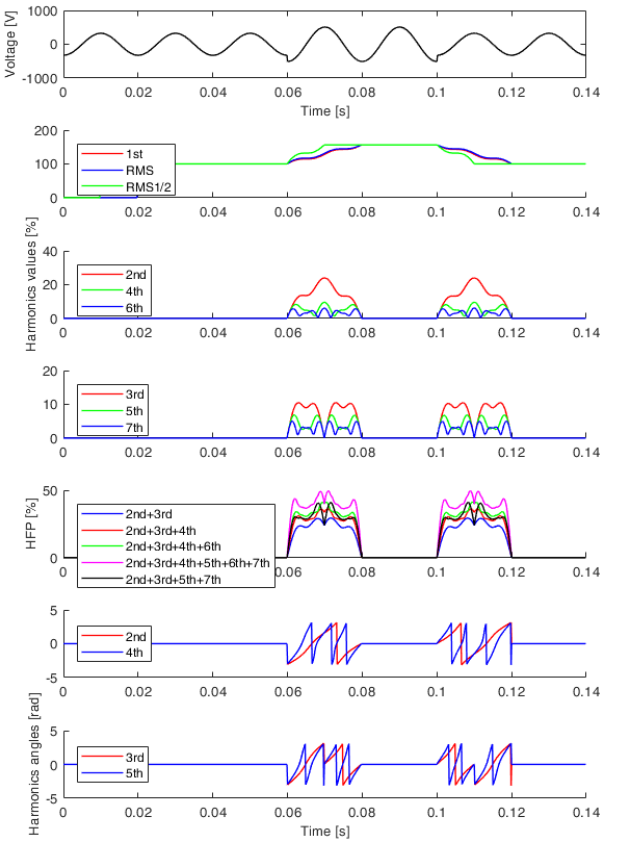 Voltage [V]
1000
0
-1000
0 0.02 0.04 0.06 0.08 0.1 0.12 0.14
Time [s]
200
100
0
1st
RMS
RMS1/2
0 0.02 0.04 0.06 0.08 0.1 0.12 0.14
Harmonics values [%]
40
20
0
2nd
4th
6th
0 0.02 0.04 0.06 0.08 0.1 0.12 0.14
20
10
0
3rd
5th
7th
0 0.02 0.04 0.06 0.08 0.1 0.12 0.14
HFP [%]
50
0
2nd+3rd
2nd+3rd+4th
2nd+3rd+4th+6th
2nd+3rd+4th+5th+6th+7th
2nd+3rd+5th+7th
0 0.06 0.08 0.1 0.12 0.14
5
0
-5
2nd
4th
0 0.02 0.04 0.06 0.08 0.1 0.12 0.14
Harmonics angles [rad]
5
0
-5
3rd
5th
0 0.02 0.04 0.06 0.08 0.1 0.12 0.14
Time [s]